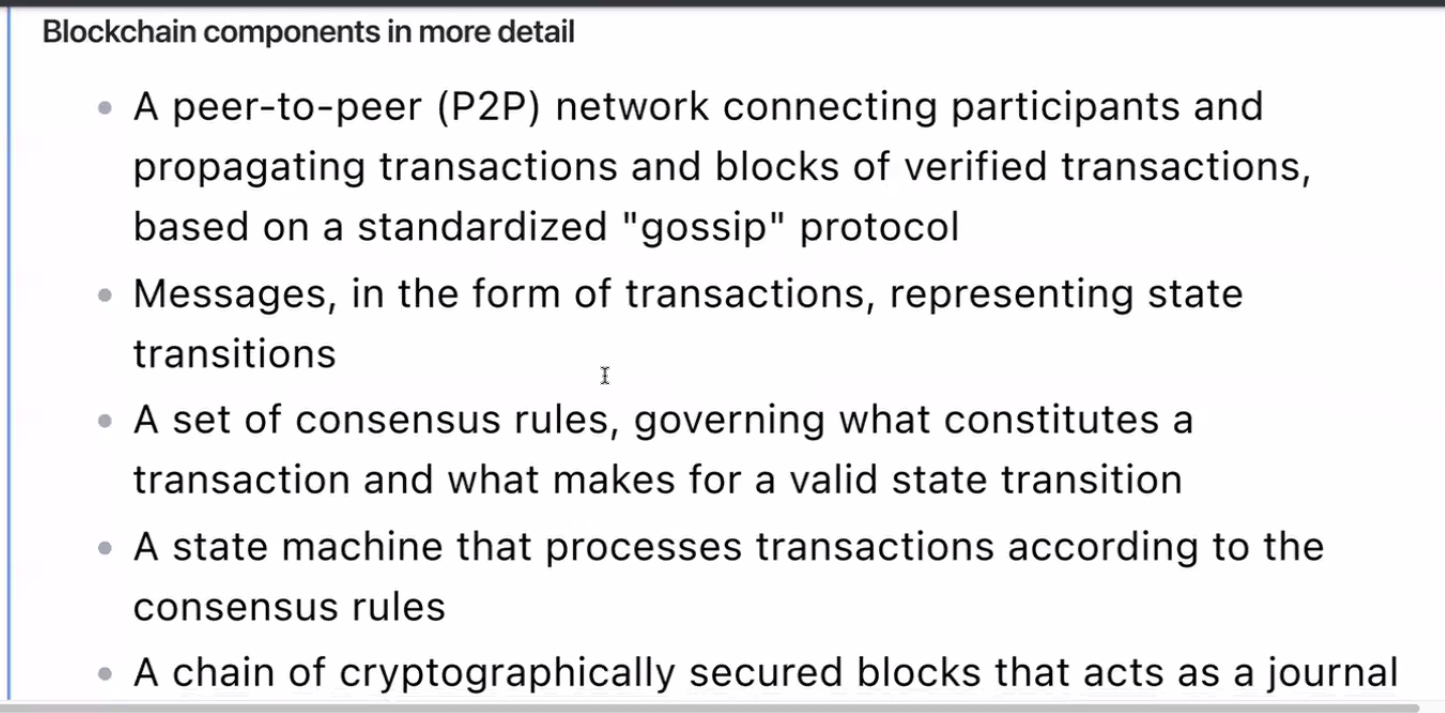 Blockchain components in more detail
• A peer-to-peer (P2P) network connecting participants and
propagating transactions and blocks of verified transactions,
based on a standardized "gossip" protocol
• Messages, in the form of transactions, representing state
transitions
• A set of consensus rules, governing what constitutes a
transaction and what makes for a valid state transition
• A state machine that processes transactions according to the
consensus rules
• A chain of cryptographically secured blocks that acts as a journal